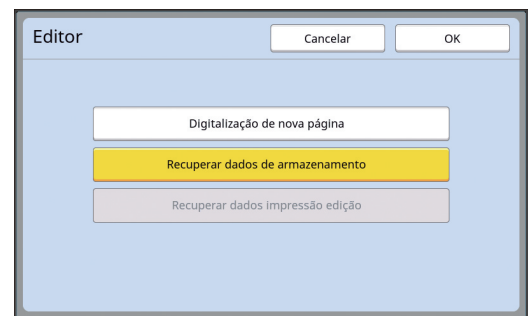 Editor
Cancelar
OK
Digitalização de nova página
Recuperar dados de armazenamento
Recuperar dados impressão edição